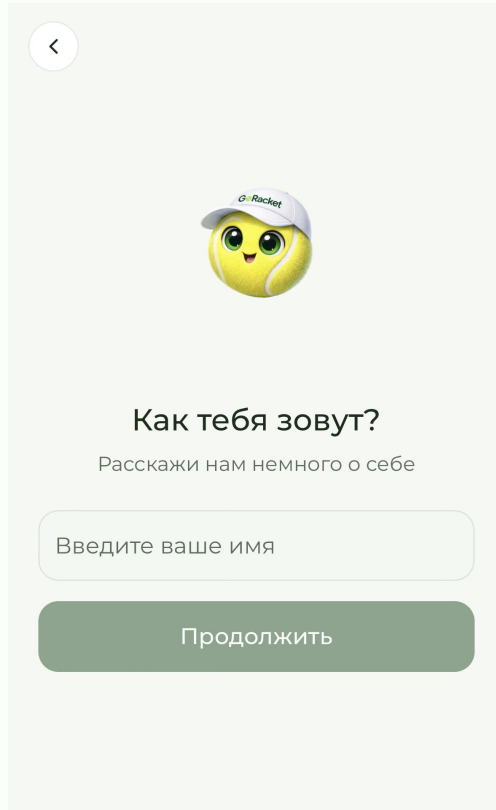 GoRacket
Как тебя зовут?
Расскажи нам немного о себе
Введите ваше имя
Продолжить